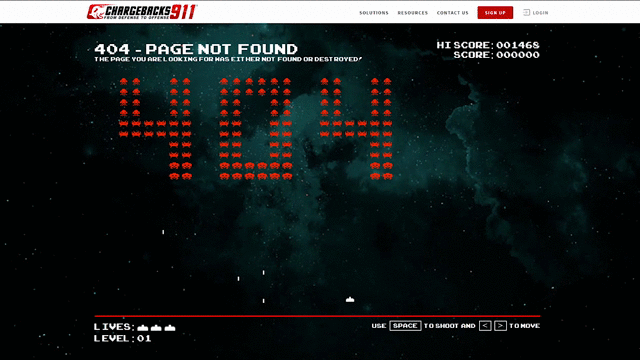 CHARGEBACKS911
FROM DEFENSE TO OFFENSE
SOLUTIONS RESOURCES CONTACT US SIGN UP LOGIN
404 - PAGE NOT FOUND
THE PAGE YOU ARE LOOKING FOR WAS EITHER NOT FOUND OR DESTROYED!
HI SCORE: 001468
SCORE: 000000
404
LIVES:
LEVEL: 01
USE SPACE TO SHOOT AND < > TO MOVE